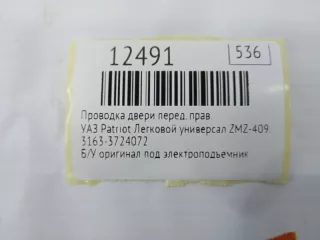 12491
536
Проводка двери перед. прав
УАЗ Patriot Легковой универсал ZMZ-409.
3163-3724072
Б/У оригинал под электроподъемник